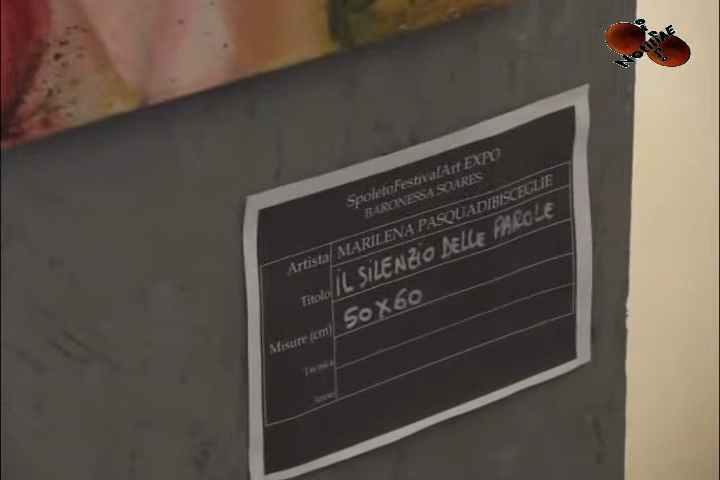 SpoletoFestivalArt EXPO
BARONESSA SOARES
Artista MARILENA PASQUADIBISCEGLIE
Titolo IL SILENZIO DELLE PAROLE
Misure (cm) 50X60
Tecnica